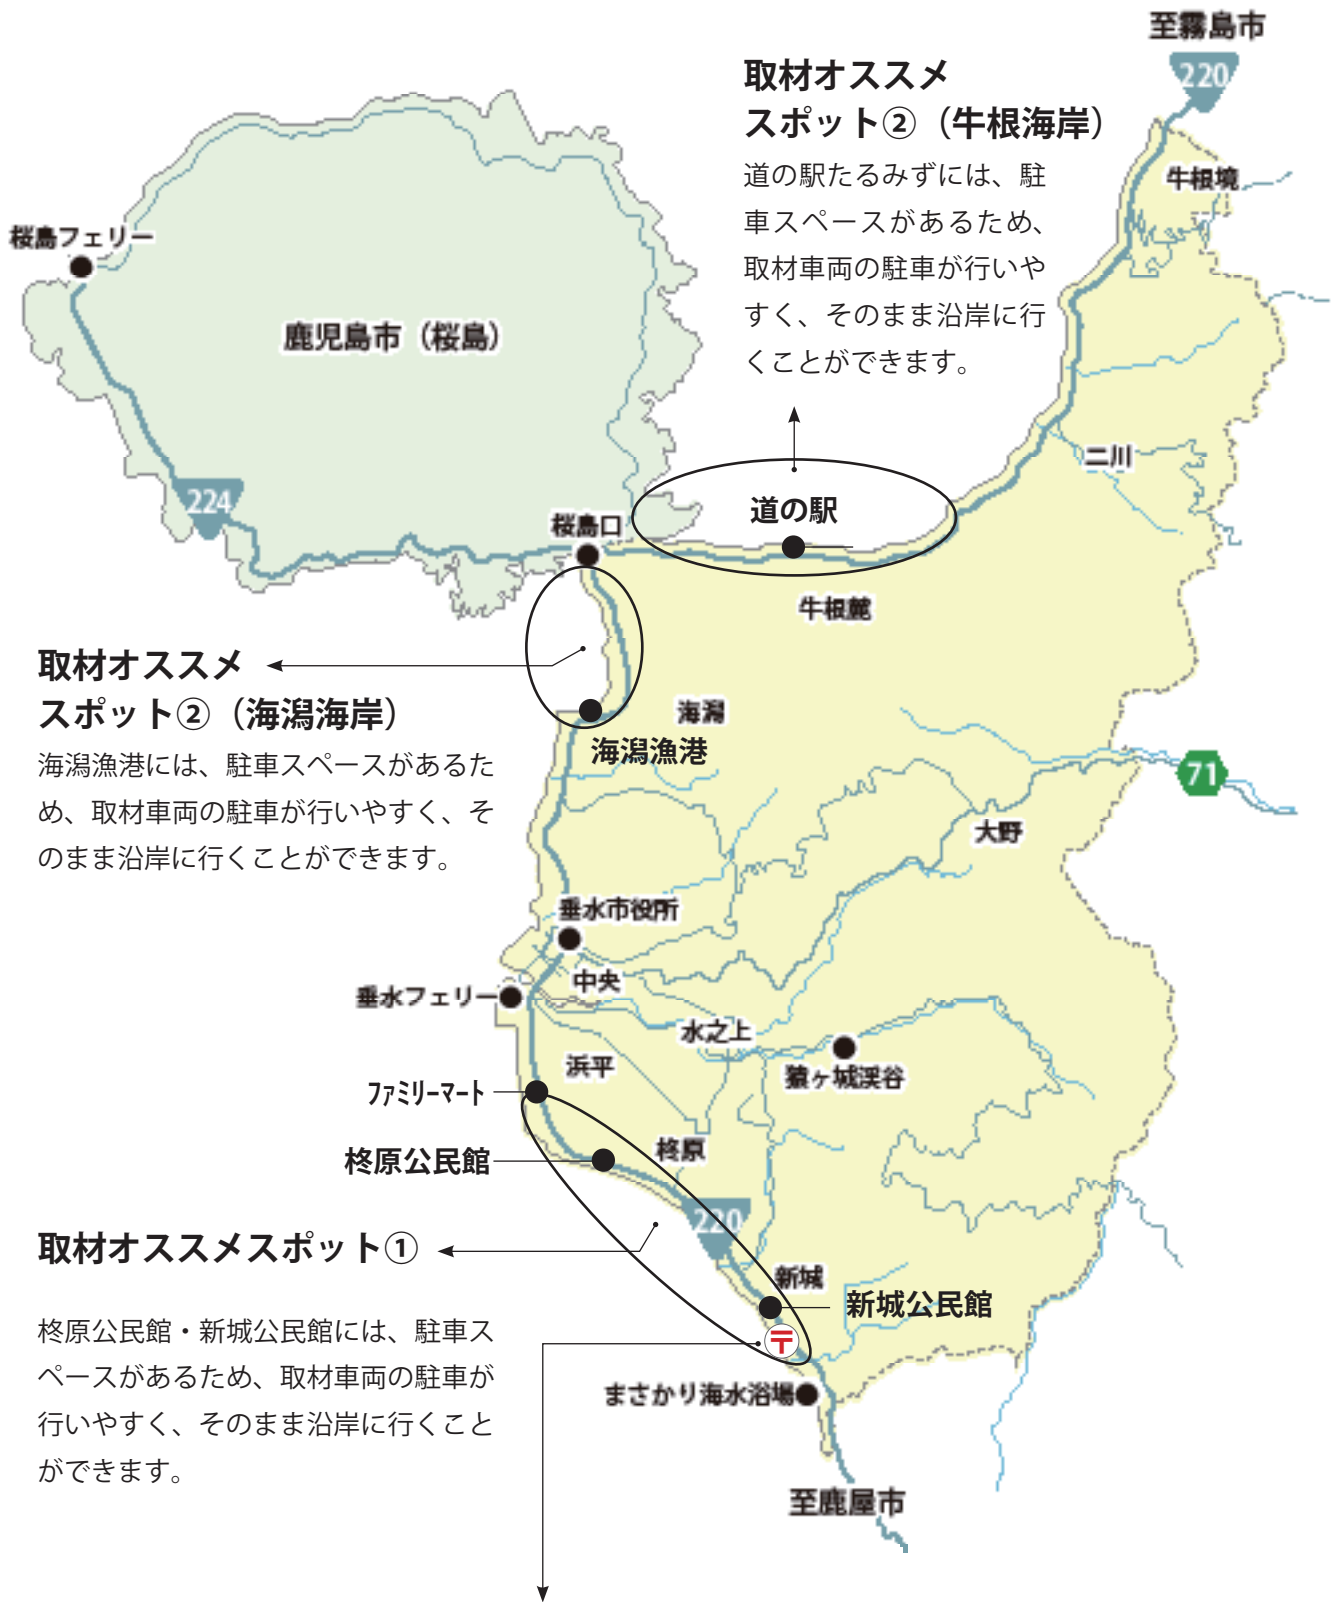 至霧島市
220
取材オススメ
スポット②（牛根海岸）
道の駅たるみずには、駐
車スペースがあるため、
取材車両の駐車が行いや
すく、そのまま沿岸に行
くことができます。
牛根境
桜島フェリー
鹿児島市（桜島）
二川
224
道の駅
桜島口
牛根麓
取材オススメ
スポット②（海潟海岸）
海潟漁港には、駐車スペースがあるた
め、取材車両の駐車が行いやすく、そ
のまま沿岸に行くことができます。
海潟
海潟漁港
71
大野
垂水市役所
中央
垂水フェリー
水之上
浜平
猿ヶ城渓谷
ファミリーマート
柊原
柊原公民館
220
取材オススメスポット①
柊原公民館・新城公民館には、駐車ス
ペースがあるため、取材車両の駐車が
行いやすく、そのまま沿岸に行くこと
ができます。
新城
新城公民館
〒
まさかり海水浴場
至鹿屋市